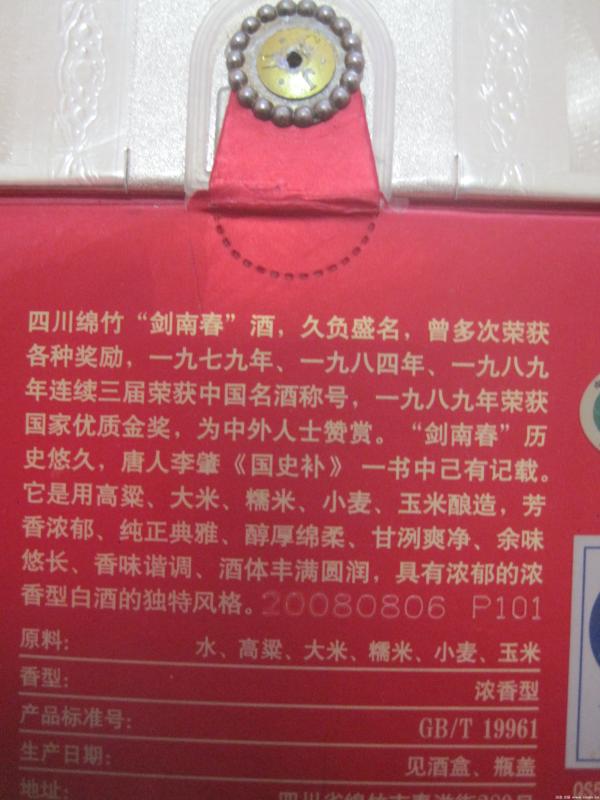 四川绵竹“剑南春”酒，久负盛名，曾多次荣获
各种奖励，一九七九年、一九八四年、一九八九
年连续三届荣获中国名酒称号，一九八九年荣获
国家优质金奖，为中外人士赞赏。“剑南春”历
史悠久，唐人李肇《国史补》一书中己有记载。
它是用高粱、大米、糯米、小麦、玉米酿造，芳
香浓郁、纯正典雅、醇厚绵柔、甘洌爽净、余味
悠长、香味谐调、酒体丰满圆润，具有浓郁的浓
香型白酒的独特风格。20080806 P101
原料： 水、高粱、大米、糯米、小麦、玉米
香型： 浓香型
产品标准号： GB/T 19961
生产日期： 见酒盒、瓶盖
地址：